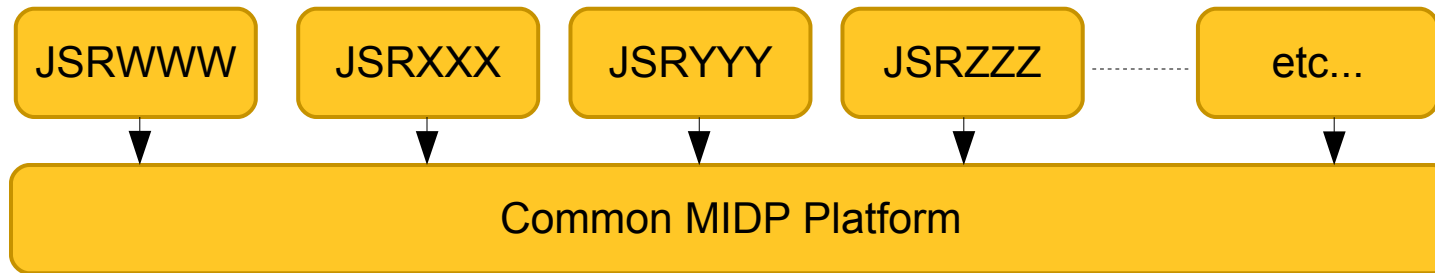 JSRWWW
JSRXXX
JSRYYY
JSRZZZ
etc...
Common MIDP Platform